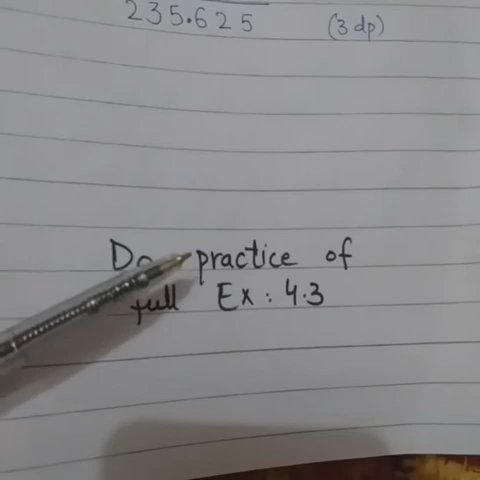 235.625 (3 dp)
Do practice of
full Ex: 4.3